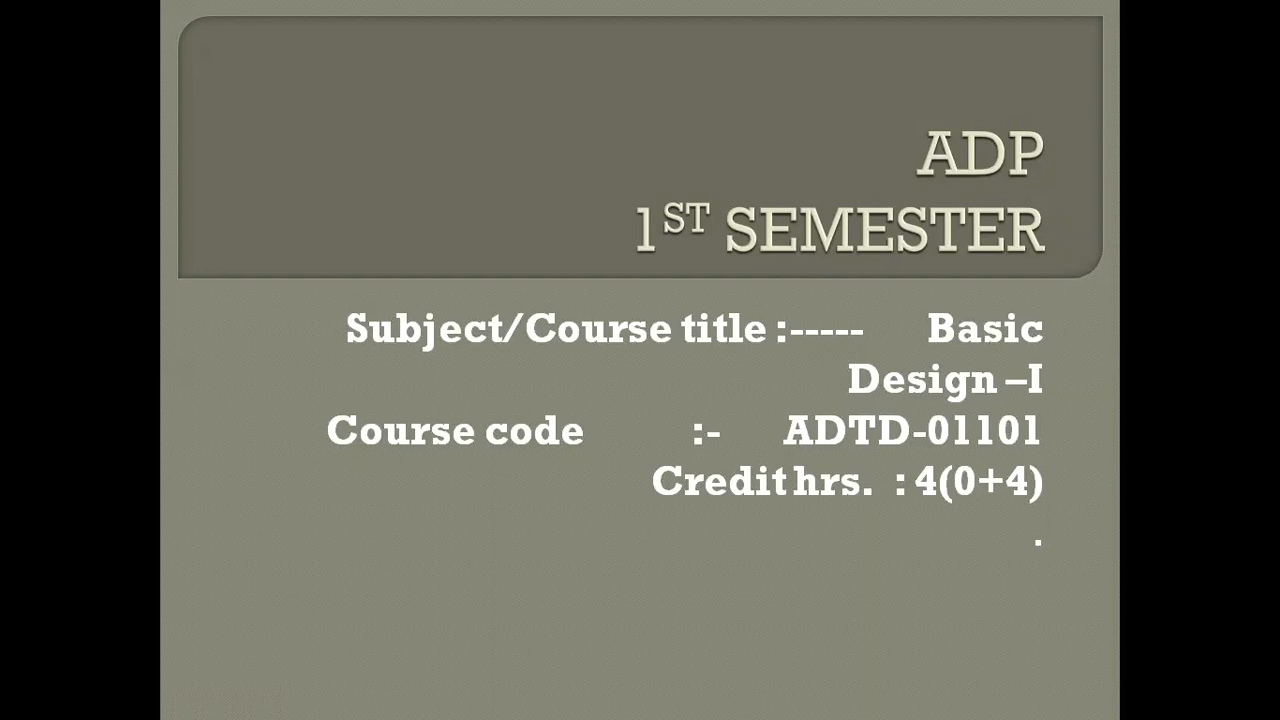 ADP
1ST SEMESTER
Subject/Course title :----- Basic
Design –I
Course code :- ADTD-01101
Credit hrs. : 4(0+4)
.